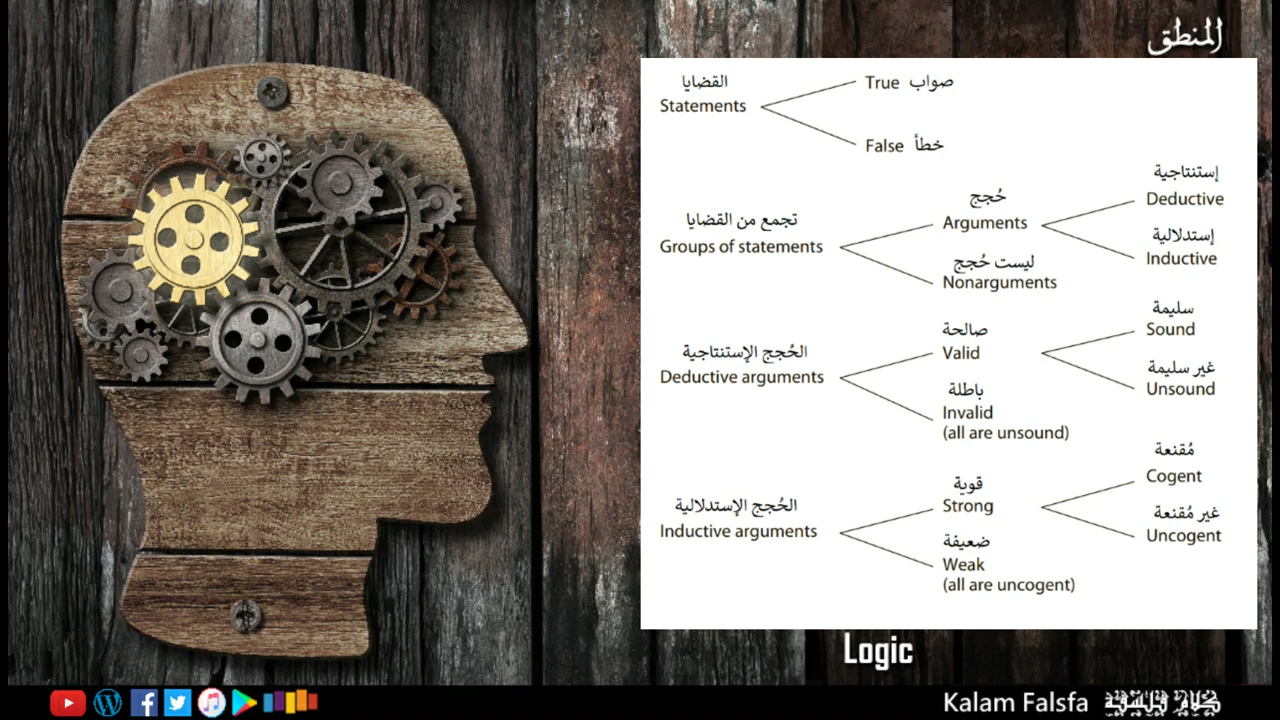 المنطق
القضايا
Statements
True صواب
False خطأ
تجمع من القضايا
Groups of statements
حُجج
Arguments
إستنتاجية
Deductive
إستدلالية
Inductive
ليست حُجج
Nonarguments
الحُجج الإستنتاجية
Deductive arguments
صالحة
Valid
سليمة
Sound
غير سليمة
Unsound
باطلة
Invalid
(all are unsound)
الحُجج الإستدلالية
Inductive arguments
قوية
Strong
مُقنعة
Cogent
غير مُقنعة
Uncogent
ضعيفة
Weak
(all are uncogent)
Logic
Kalam Falsfa كلام فلسفة